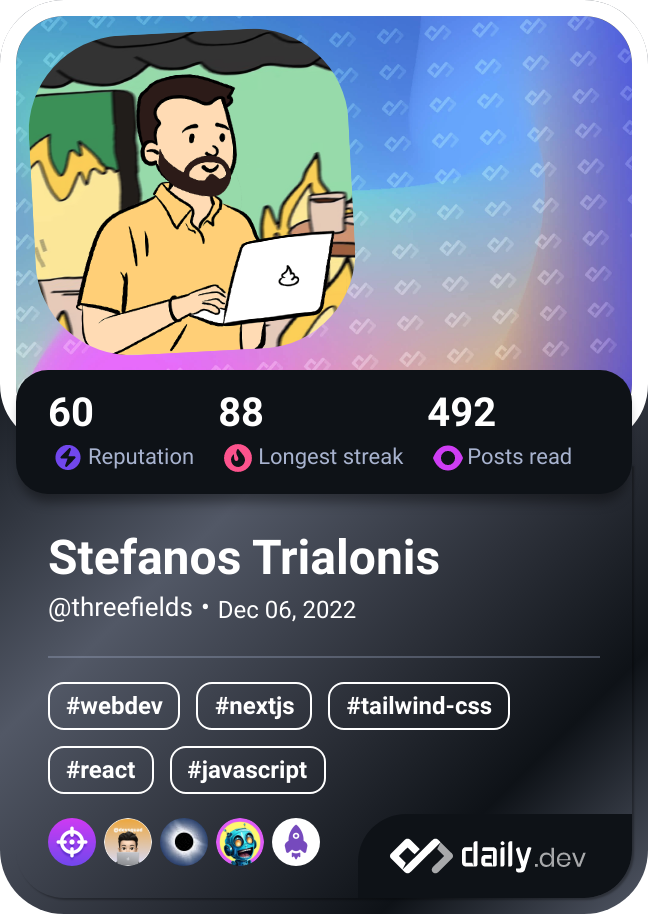 60 88 492
Reputation Longest streak Posts read
Stefanos Trialonis
@threefields • Dec 06, 2022
#webdev #nextjs #tailwind-css
#react #javascript
daily.dev